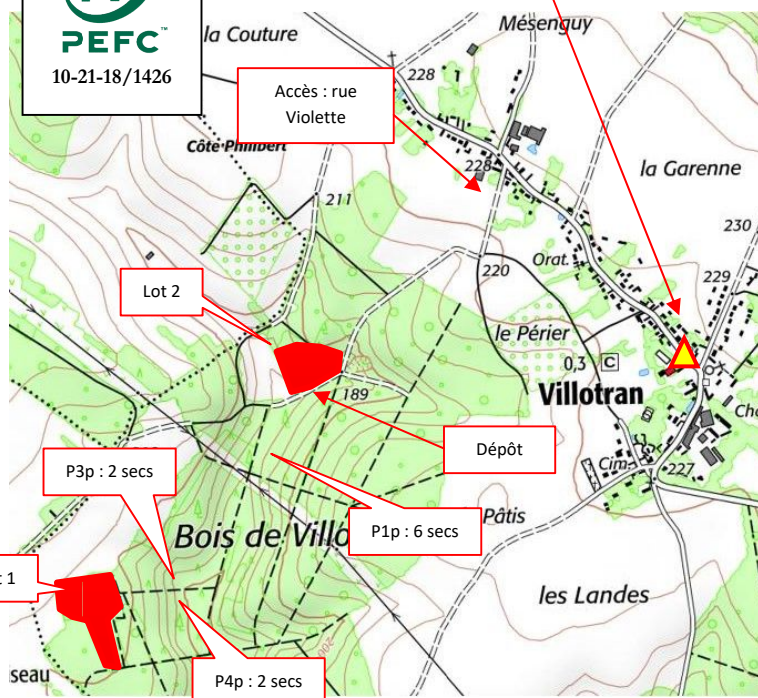 PEFC™
10-21-18/1426
la Couture
Mésenguy
228
Accès : rue
Violette
Côte Philibert
228
la Garenne
211
230
220
Orat.
229
Lot 2
le Périer
0,3 C
Villotran
189
Dépôt
Cim.
227
P3p : 2 secs
Pâtis
P1p : 6 secs
Bois de Villo
les Landes
1
200
seau
P4p : 2 secs